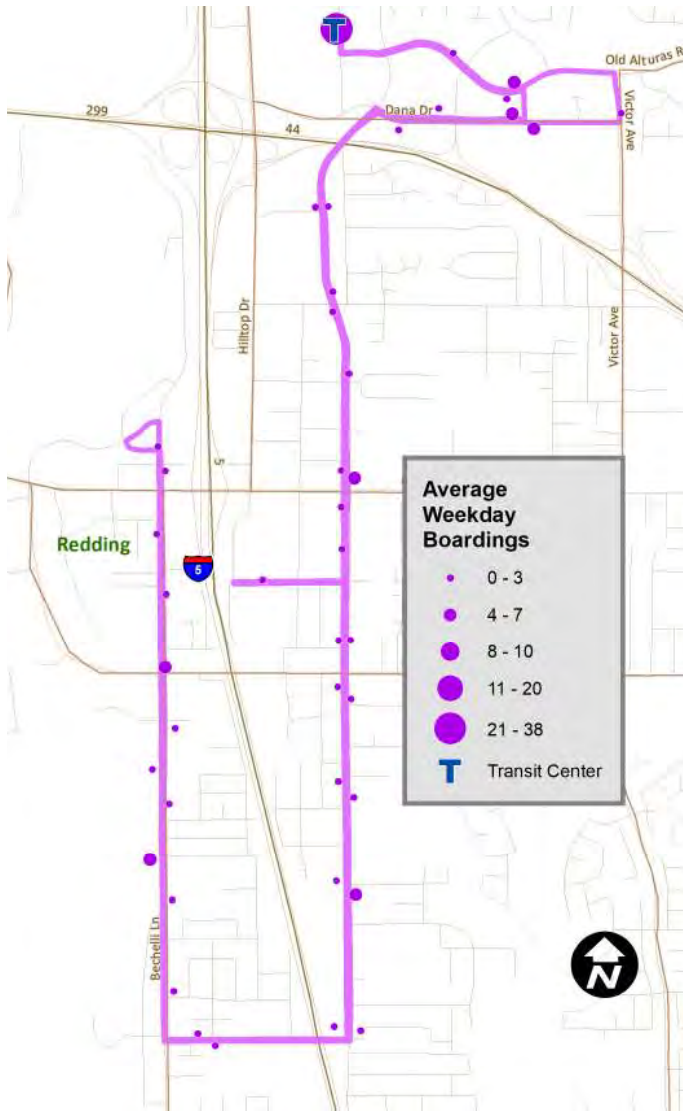 T
Old Alturas R
299
Dana Dr
44
Victor Ave
Hilltop Dr
Victor Ave
5
Redding
5
Average
Weekday
Boardings
0 - 3
4 - 7
8 - 10
11 - 20
21 - 38
T Transit Center
Bechelli Ln
N